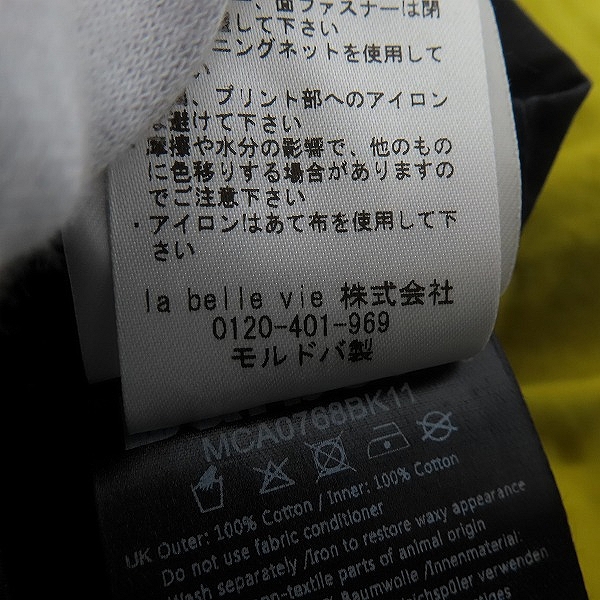 、面ファスナーは閉
して下さい
ニングネットを使用して
い
、プリント部へのアイロン
は避けて下さい
・摩擦や水分の影響で、他のもの
に色移りする場合がありますの
でご注意下さい
・アイロンはあて布を使用して下
さい
la belle vie 株式会社
0120-401-969
モルドバ製
MCA0768BK11
UK Outer: 100% Cotton / Inner: 100% Cotton
Do not use fabric conditioner
Wash separately /Iron to restore waxy appearance
non-textile parts of animal origin
Baumwolle /Innenmaterial:
verwenden